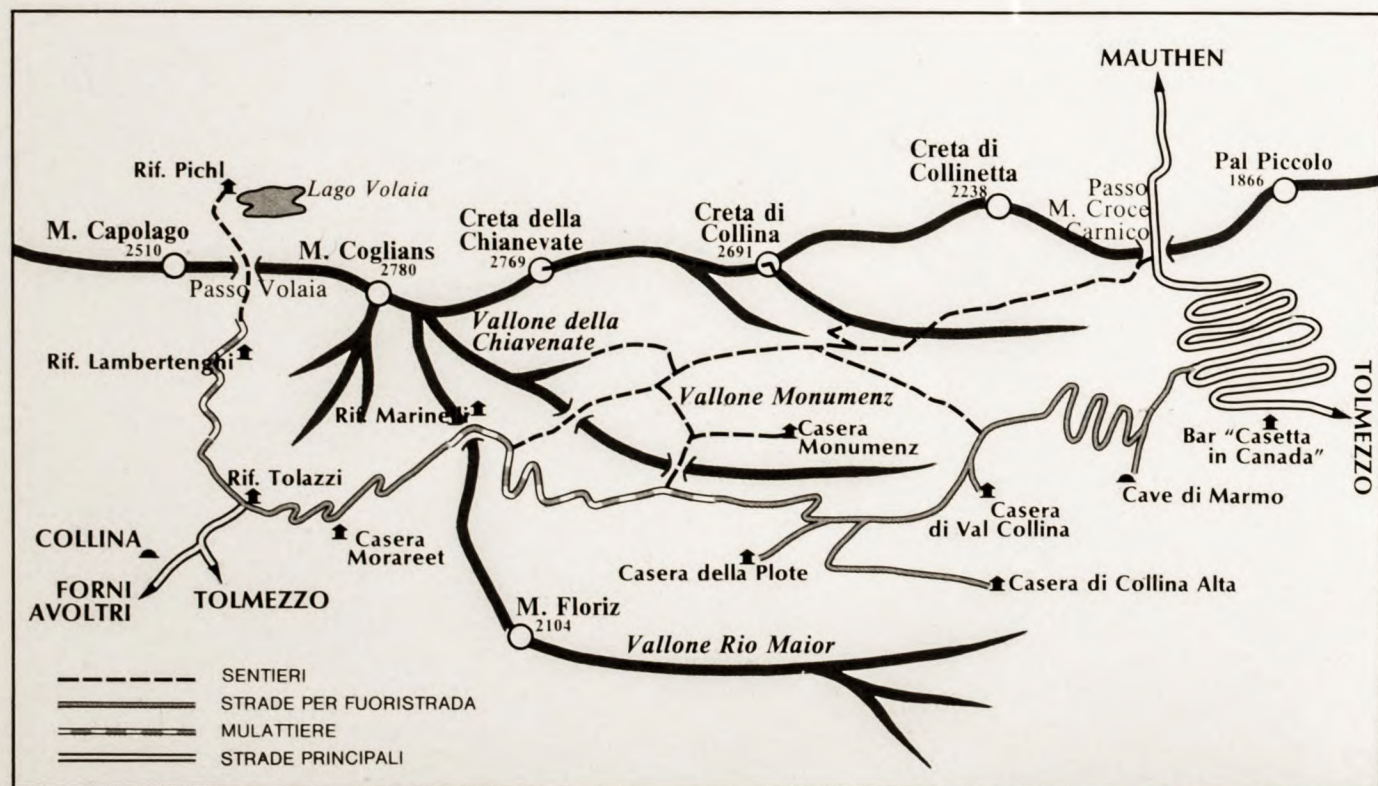 MAUTHEN
Rif. Pichl
Lago Volaia
Creta di
Collinetta
2238
Pal Piccolo
1866
Passo
M. Croce
Carnico
M. Capolago
2510
Passo Volaia
M. Coglians
2780
Creta della
Chianevate
2769
Creta di
Collina
2691
Vallone della
Chiavenate
Rif. Lambertenghi
Rif. Marinelli
Vallone Monumenz
Casera
Monumenz
TOLMEZZO
Bar "Casetta
in Canada"
Cave di Marmo
Rif. Tolazzi
Casera
Morareet
Casera
di Val Collina
Casera della Plote
Casera di Collina Alta
COLLINA
FORNI
AVOLTRI
TOLMEZZO
M. Floriz
2104
Vallone Rio Maior
SENTIERI
STRADE PER FUORISTRADA
MULATTIERE
STRADE PRINCIPALI